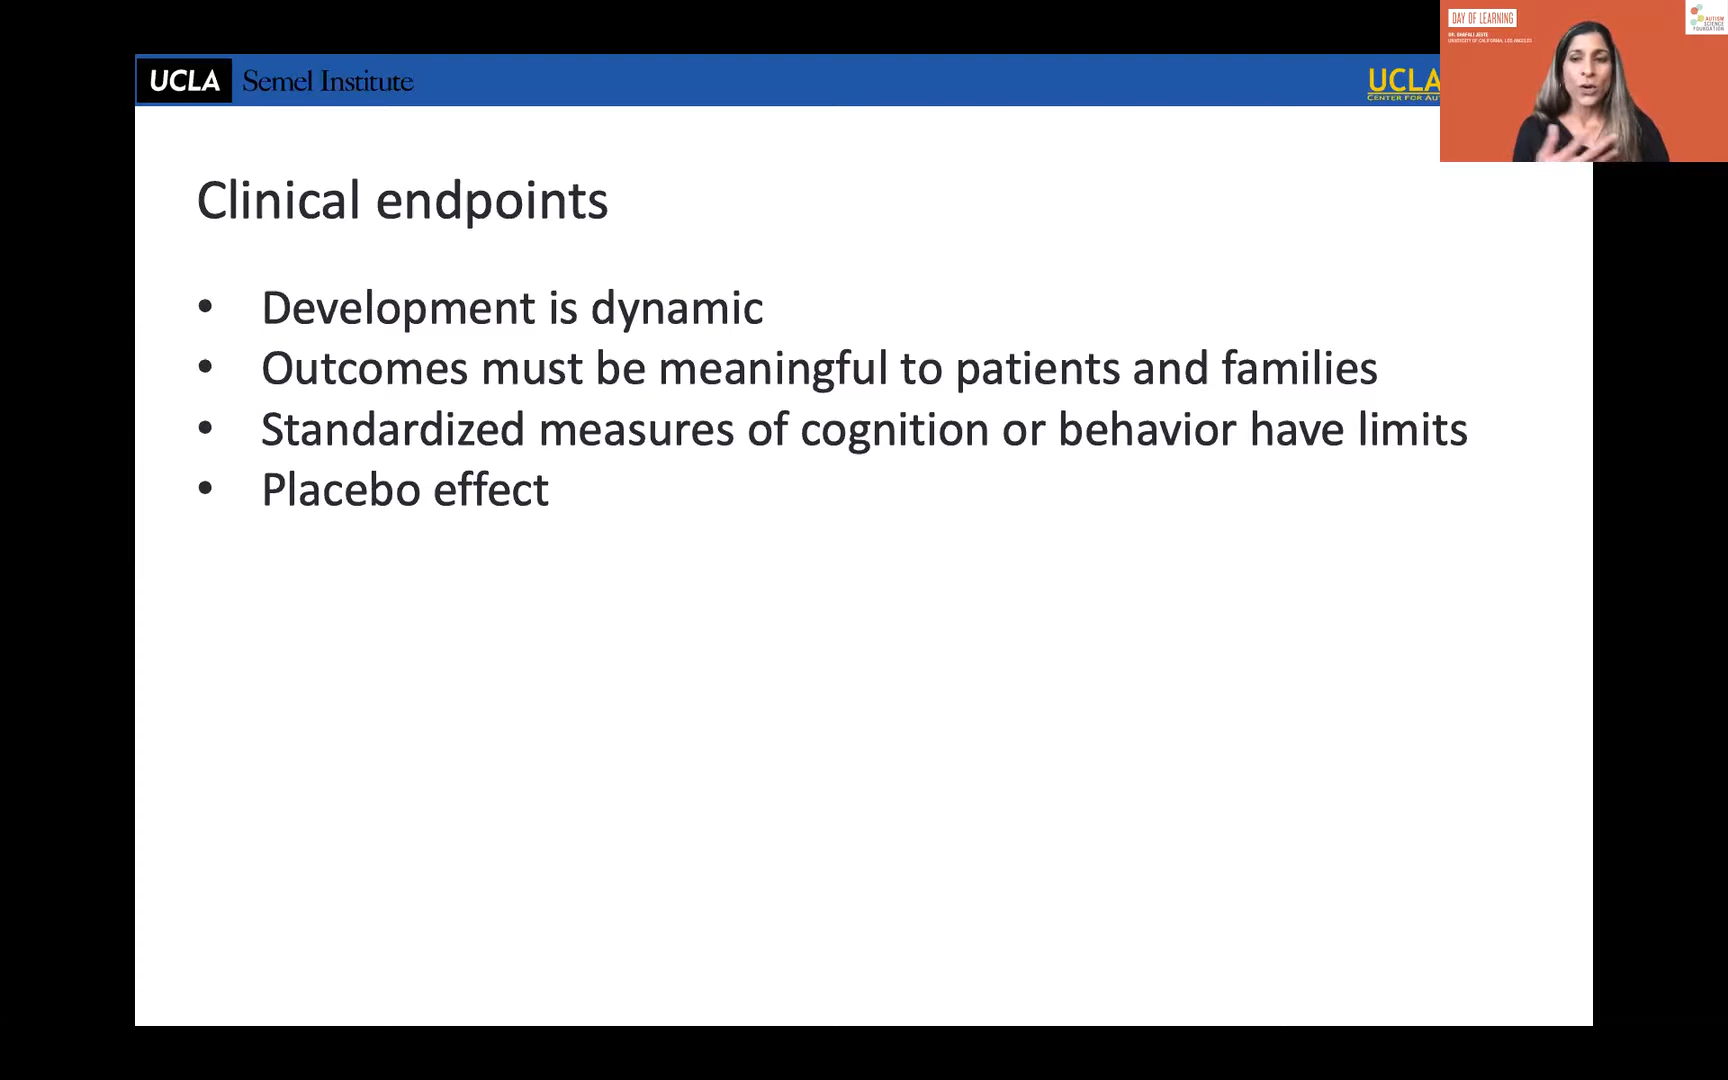 UCLA Semel Institute
UCLA
CENTER FOR AU
DAY OF LEARNING
DR. SHAFALI JESTE
UNIVERSITY OF CALIFORNIA, LOS ANGELES
AUTISM
SCIENCE
FOUNDATION
Clinical endpoints
• Development is dynamic
• Outcomes must be meaningful to patients and families
• Standardized measures of cognition or behavior have limits
• Placebo effect